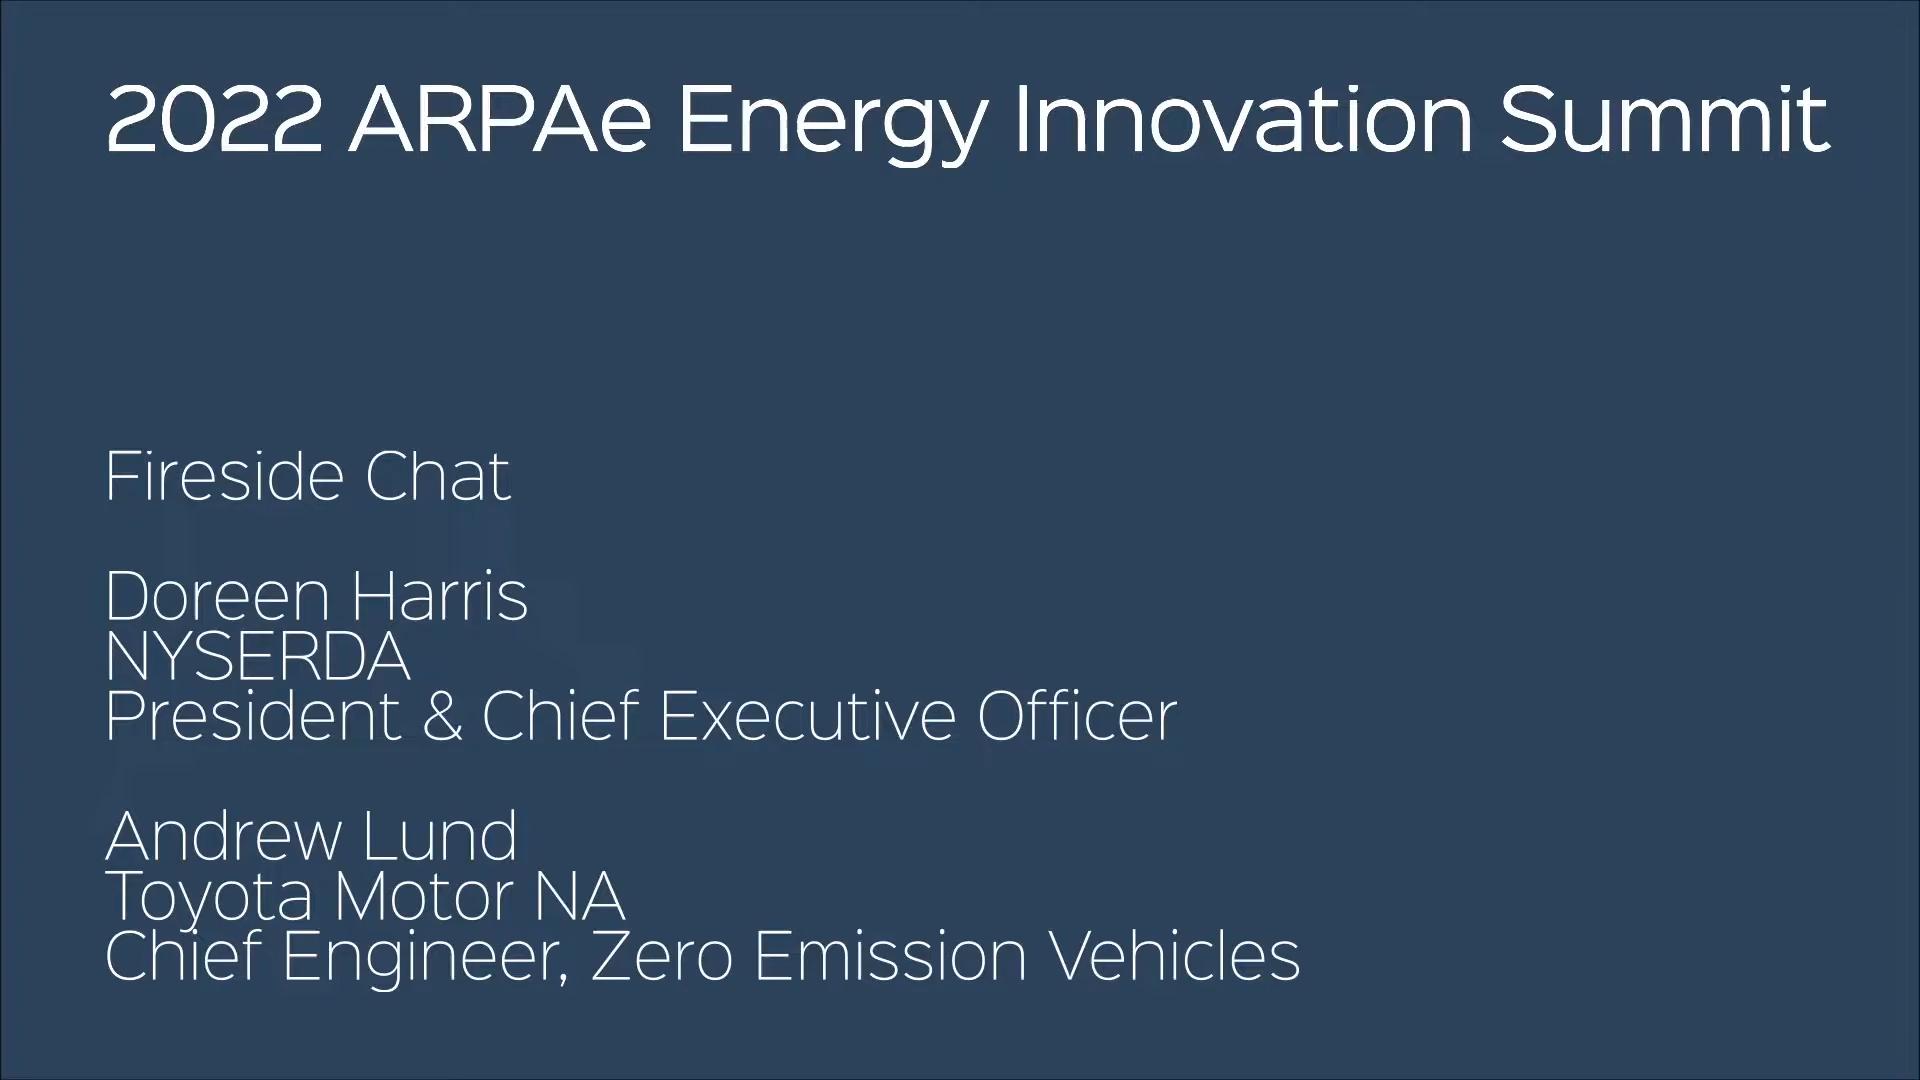 2022 ARPAe Energy Innovation Summit
Fireside Chat
Doreen Harris
NYSERDA
President & Chief Executive Officer
Andrew Lund
Toyota Motor NA
Chief Engineer, Zero Emission Vehicles